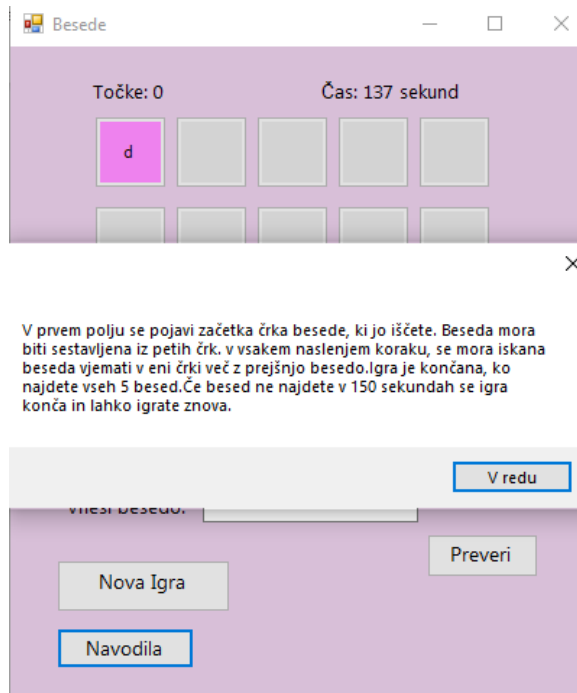 Besede
Točke: 0 Čas: 137 sekund
d
V prvem polju se pojavi začetka črka besede, ki jo iščete. Beseda mora
biti sestavljena iz petih črk. v vsakem naslenjem koraku, se mora iskana
beseda vjemati v eni črki več z prejšnjo besedo.Igra je končana, ko
najdete vseh 5 besed.Če besed ne najdete v 150 sekundah se igra
konča in lahko igrate znova.
V redu
Vnesi besedo:
Preveri
Nova Igra
Navodila